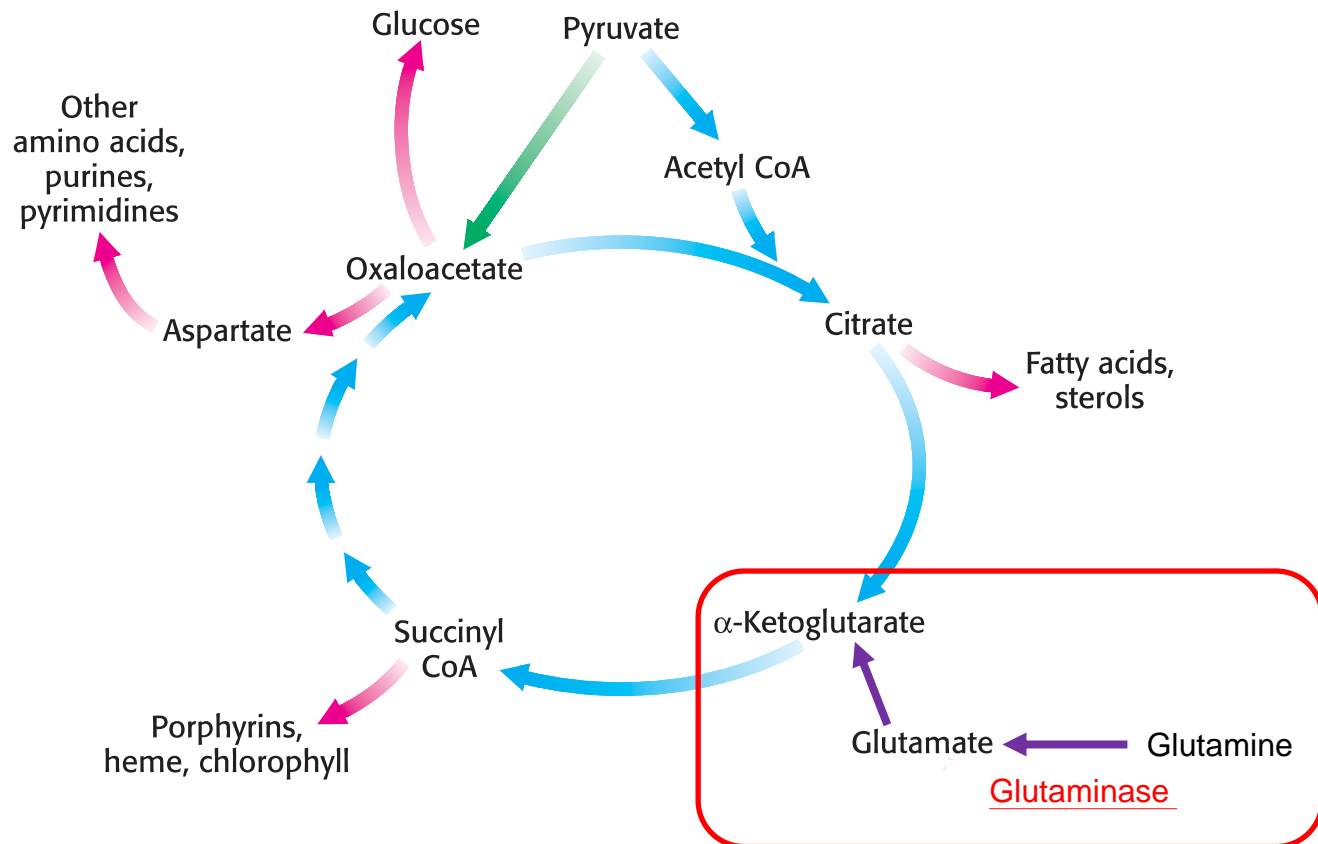 Glucose
Pyruvate
Other
amino acids,
purines,
pyrimidines
Acetyl CoA
Oxaloacetate
Aspartate
Citrate
Fatty acids,
sterols
α-Ketoglutarate
Succinyl
CoA
Porphyrins,
heme, chlorophyll
Glutamate
Glutamine
Glutaminase